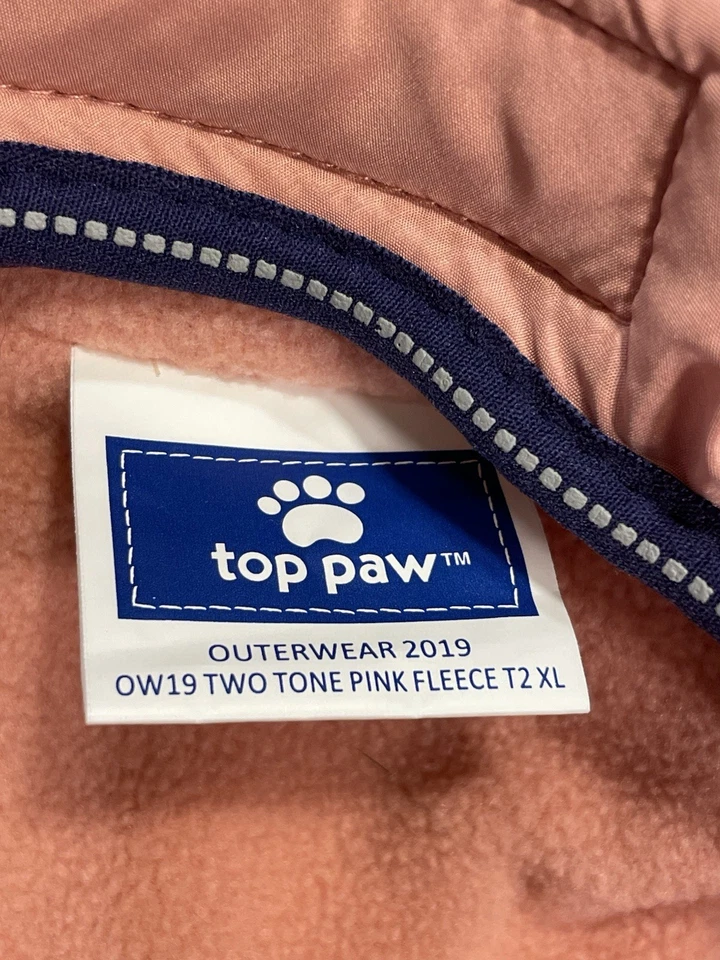 top paw™
OUTERWEAR 2019
OW19 TWO TONE PINK FLEECE T2 XL